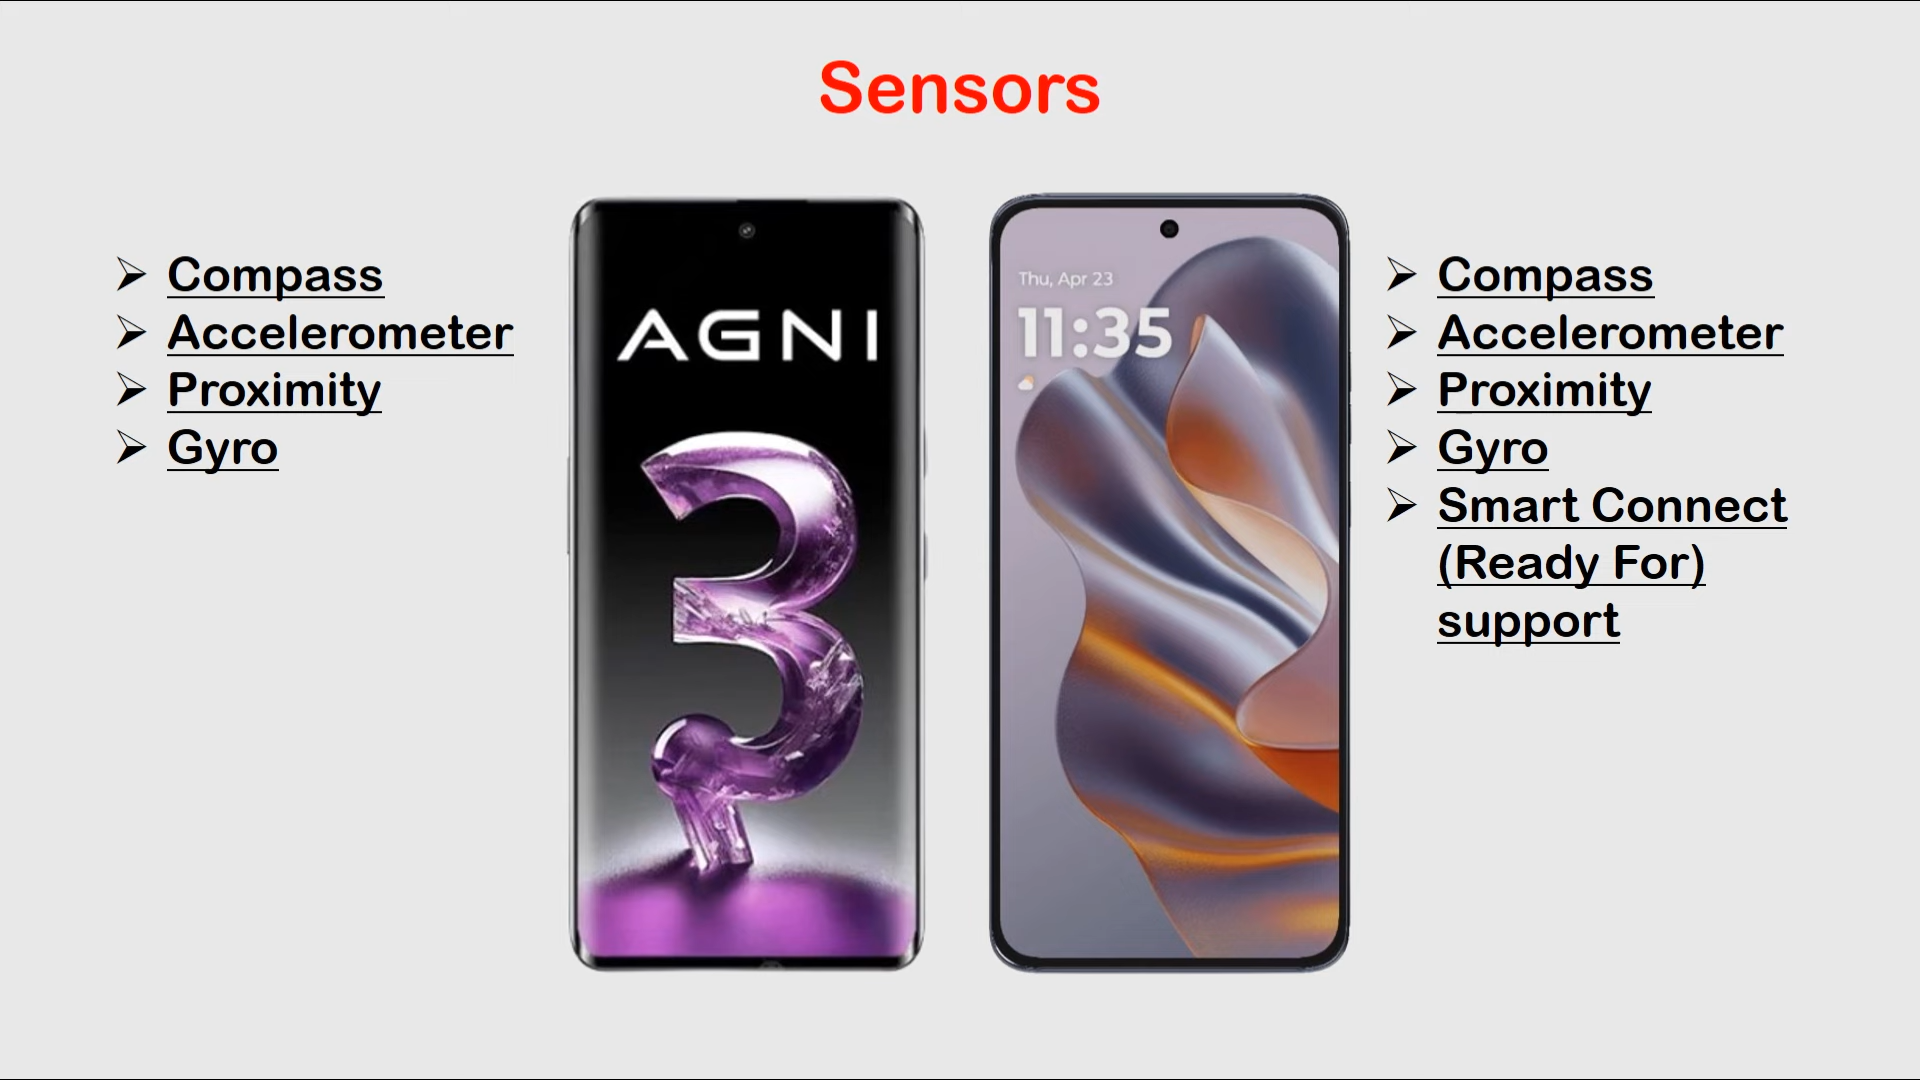 Sensors
➢ Compass
➢ Accelerometer
➢ Proximity
➢ Gyro
AGNI
3
Thu, Apr 23
11:35
➢ Compass
➢ Accelerometer
➢ Proximity
➢ Gyro
➢ Smart Connect
(Ready For)
support